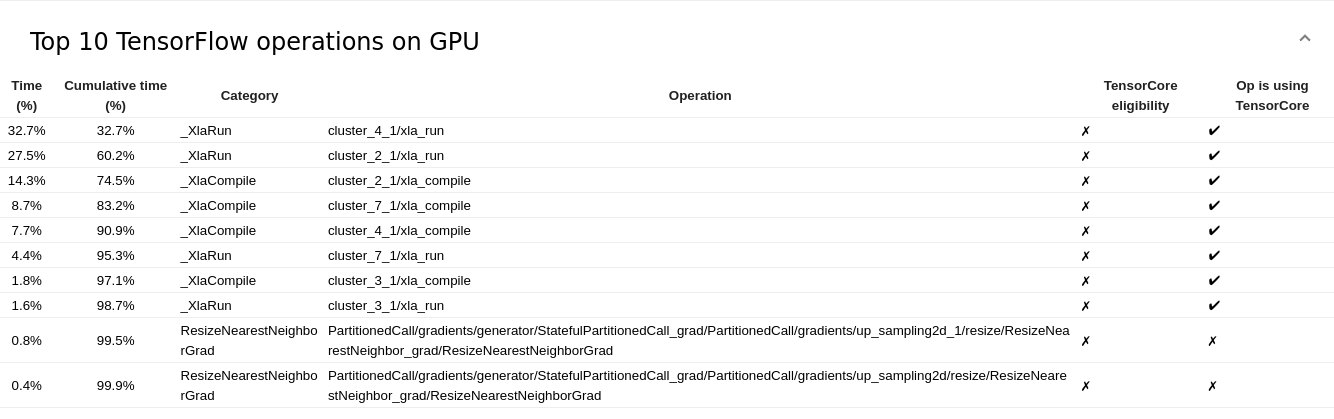 Top 10 TensorFlow operations on GPU
Time (%) Cumulative time (%) Category Operation TensorCore eligibility Op is using TensorCore
32.7% 32.7% _XlaRun cluster_4_1/xla_run ✗ ✔
27.5% 60.2% _XlaRun cluster_2_1/xla_run ✗ ✔
14.3% 74.5% _XlaCompile cluster_2_1/xla_compile ✗ ✔
8.7% 83.2% _XlaCompile cluster_7_1/xla_compile ✗ ✔
7.7% 90.9% _XlaCompile cluster_4_1/xla_compile ✗ ✔
4.4% 95.3% _XlaRun cluster_7_1/xla_run ✗ ✔
1.8% 97.1% _XlaCompile cluster_3_1/xla_compile ✗ ✔
1.6% 98.7% _XlaRun cluster_3_1/xla_run ✗ ✔
0.8% 99.5% ResizeNearestNeighborGrad PartitionedCall/gradients/generator/StatefulPartitionedCall_grad/PartitionedCall/gradients/up_sampling2d_1/resize/ResizeNearestNeighbor_grad/ResizeNearestNeighborGrad ✗ ✗
0.4% 99.9% ResizeNearestNeighborGrad PartitionedCall/gradients/generator/StatefulPartitionedCall_grad/PartitionedCall/gradients/up_sampling2d/resize/ResizeNearestNeighbor_grad/ResizeNearestNeighborGrad ✗ ✗